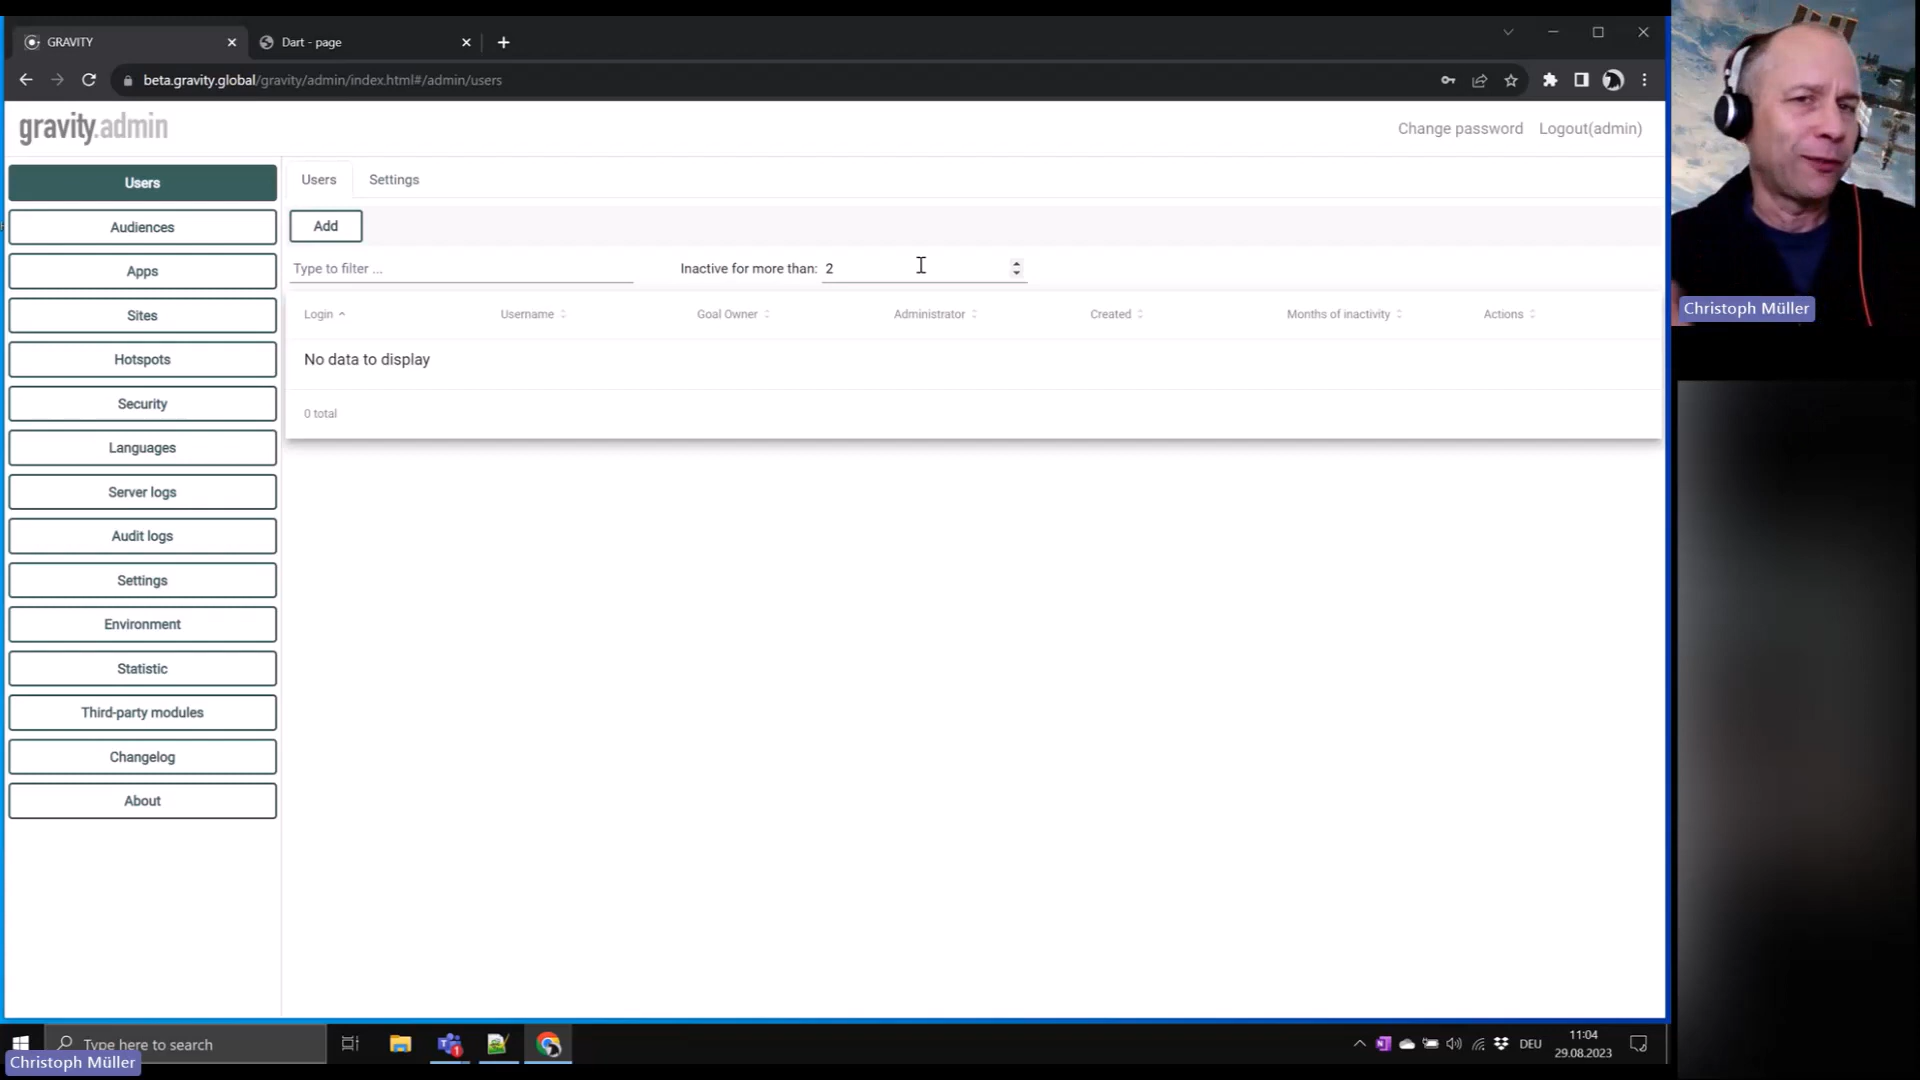 GRAVITY
Dart - page
beta.gravity.global/gravity/admin/index.html#/admin/users
gravity.admin
Change password
Logout(admin)
Users
Audiences
Apps
Sites
Hotspots
Security
Languages
Server logs
Audit logs
Settings
Environment
Statistic
Third-party modules
Changelog
About
Users
Settings
Add
Type to filter ...
Inactive for more than: 2
Login
Username
Goal Owner
Administrator
Created
Months of inactivity
Actions
No data to display
0 total
Christoph Müller
Type here to search
DEU
11:04
29.08.2023
Christoph Müller